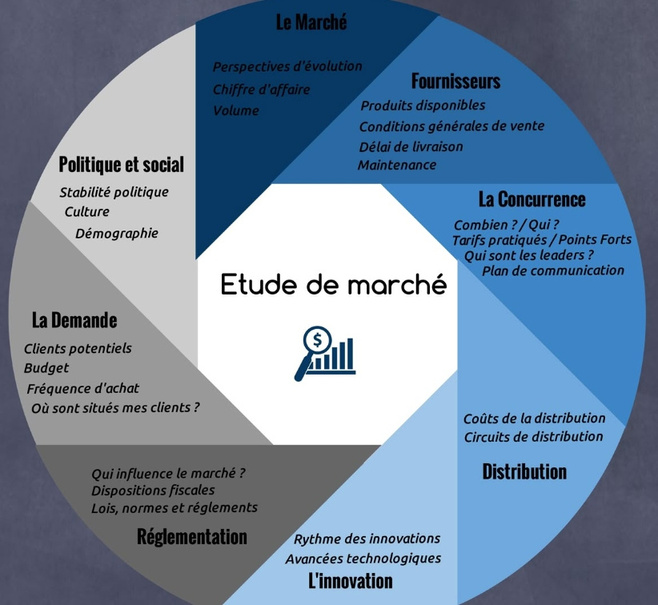 Le Marché
Perspectives d'évolution
Chiffre d'affaire
Volume
Fournisseurs
Produits disponibles
Conditions générales de vente
Délai de livraison
Maintenance
La Concurrence
Combien ? / Qui ?
Tarifs pratiqués / Points Forts
Qui sont les leaders ?
Plan de communication
Coûts de la distribution
Circuits de distribution
Distribution
Rythme des innovations
Avancées technologiques
L'innovation
Qui influence le marché ?
Dispositions fiscales
Lois, normes et réglements
Réglementation
La Demande
Clients potentiels
Budget
Fréquence d'achat
Où sont situés mes clients ?
Politique et social
Stabilité politique
Culture
Démographie
Etude de marché
$